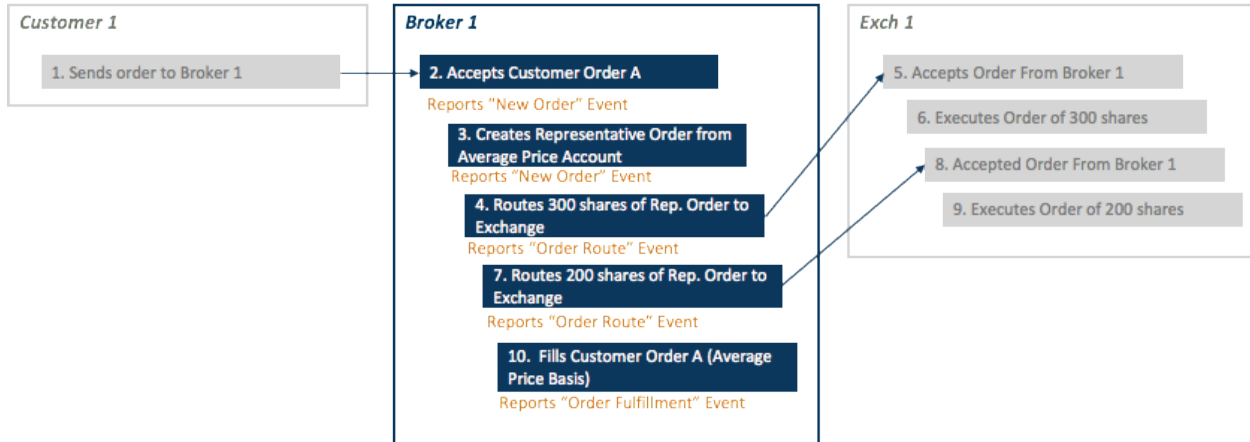 Customer 1
1. Sends order to Broker 1
Broker 1
2. Accepts Customer Order A
Reports “New Order” Event
3. Creates Representative Order from
Average Price Account
Reports “New Order” Event
4. Routes 300 shares of Rep. Order to
Exchange
Reports “Order Route” Event
7. Routes 200 shares of Rep. Order to
Exchange
Reports “Order Route” Event
10. Fills Customer Order A (Average
Price Basis)
Reports “Order Fulfillment” Event
Exch 1
5. Accepts Order From Broker 1
6. Executes Order of 300 shares
8. Accepted Order From Broker 1
9. Executes Order of 200 shares